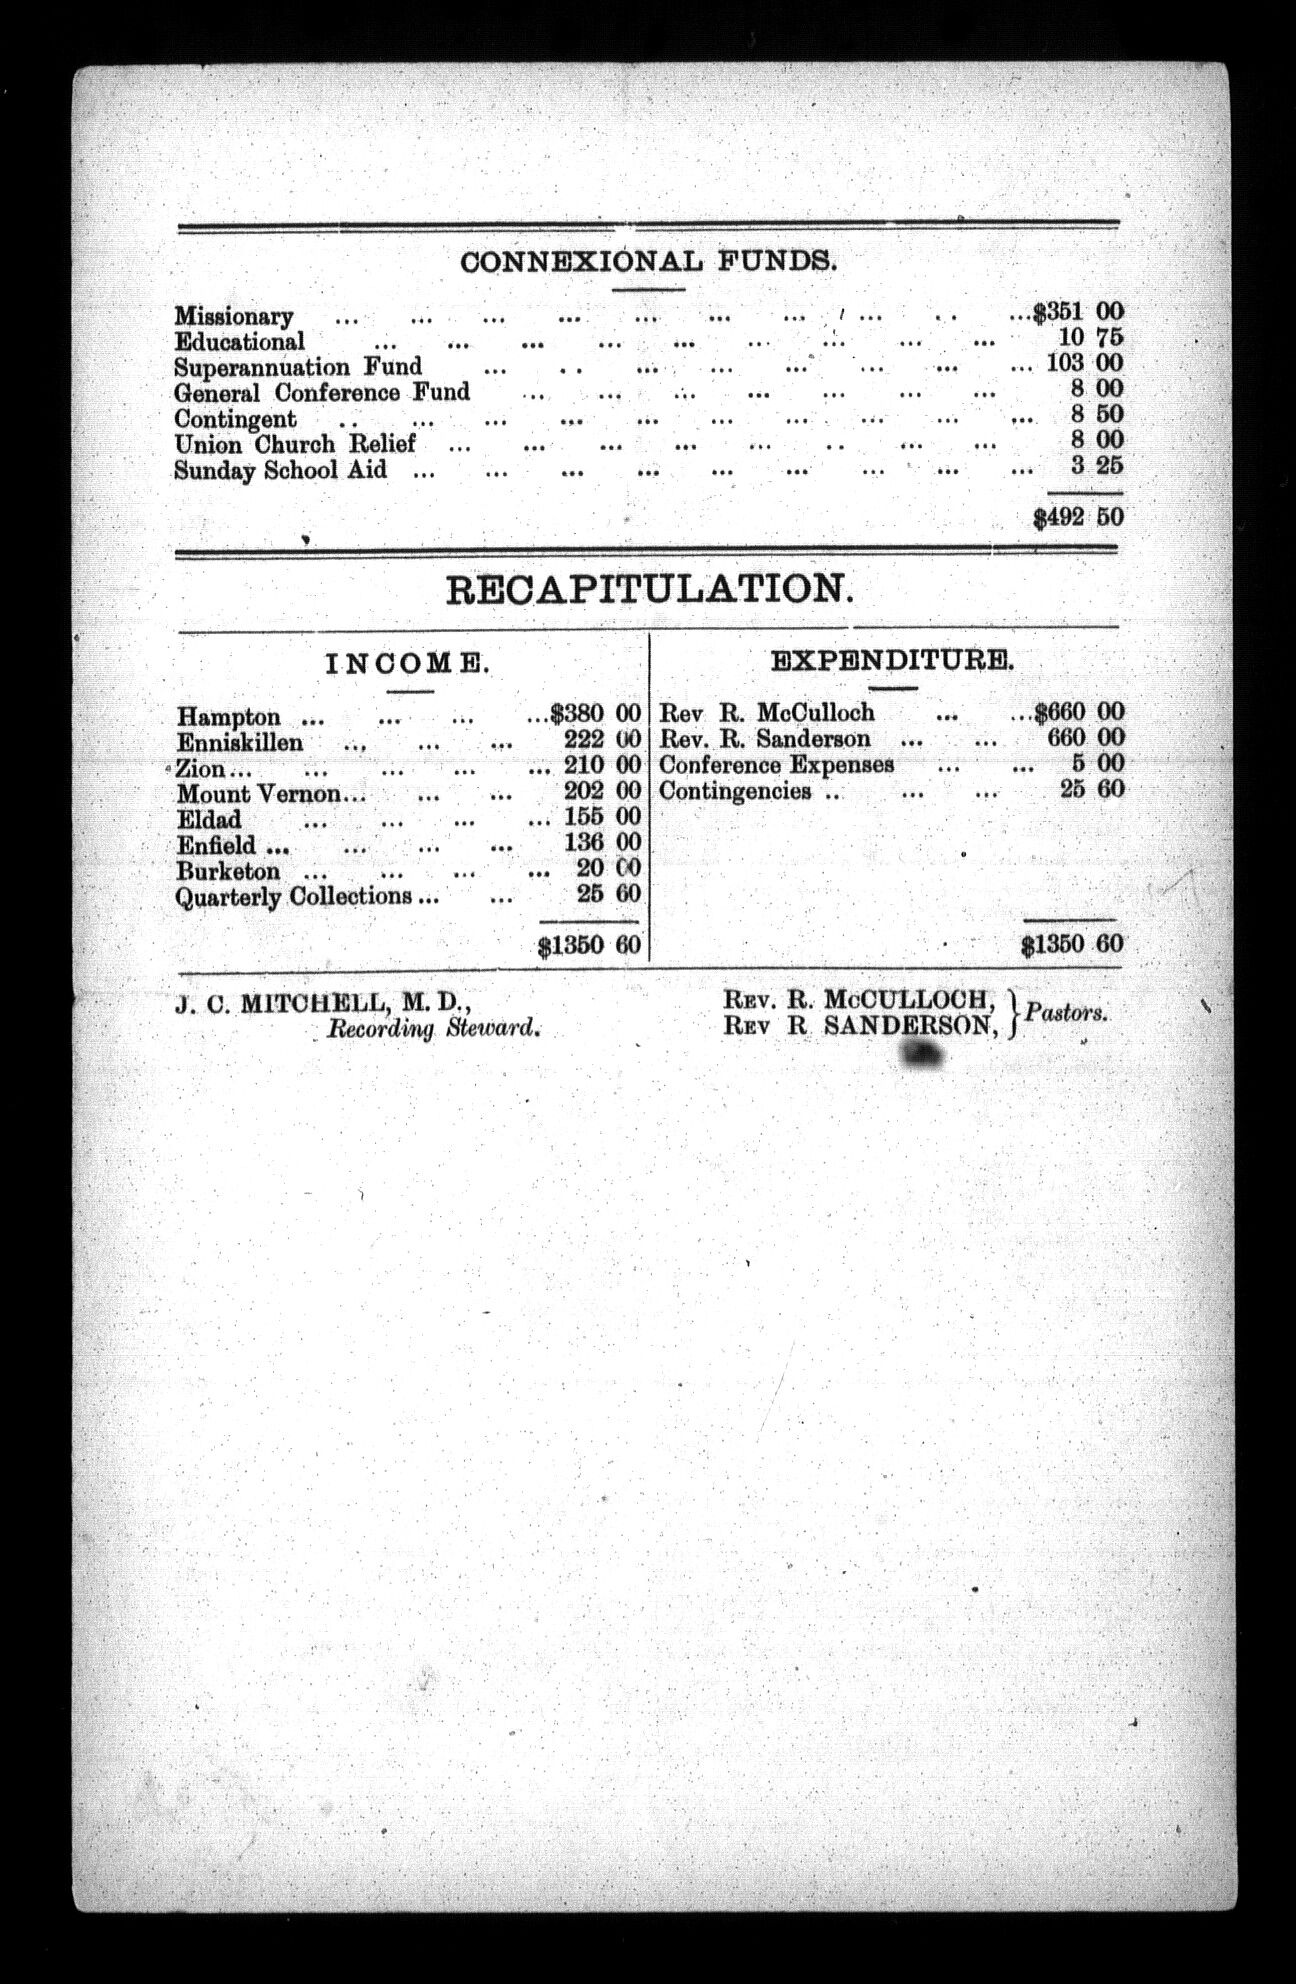 CONNEXIONAL FUNDS.
Missionary ... ... ... ... ... ... ... ... .. ...$351 00
Educational ... ... ... ... ... ... ... ... ... 10 75
Superannuation Fund ... .. ... ... ... ... ... ... 103 00
General Conference Fund ... ... ... ... ... ... ... 8 00
Contingent .. ... ... ... ... ... ... ... ... ... 8 50
Union Church Relief ... ... ... ... ... .. ... ... 8 00
Sunday School Aid ... ... ... ... ... ... ... ... ... 3 25
$492 50
RECAPITULATION.
INCOME.
Hampton ... ... ... ...$380 00
Enniskillen ... ... ... 222 00
Zion... ... ... ... ... 210 00
Mount Vernon... ... ... 202 00
Eldad ... ... ... ... 155 00
Enfield ... ... ... ... 136 00
Burketon ... ... ... ... 20 00
Quarterly Collections ... ... 25 60
$1350 60
EXPENDITURE.
Rev R. McCulloch ... ...$660 00
Rev. R. Sanderson ... ... 660 00
Conference Expenses ... ... 5 00
Contingencies .. ... ... 25 60
$1350 60
J. C. MITCHELL, M. D.,
Recording Steward.
REV. R. McCULLOCH,
REV R SANDERSON, } Pastors.